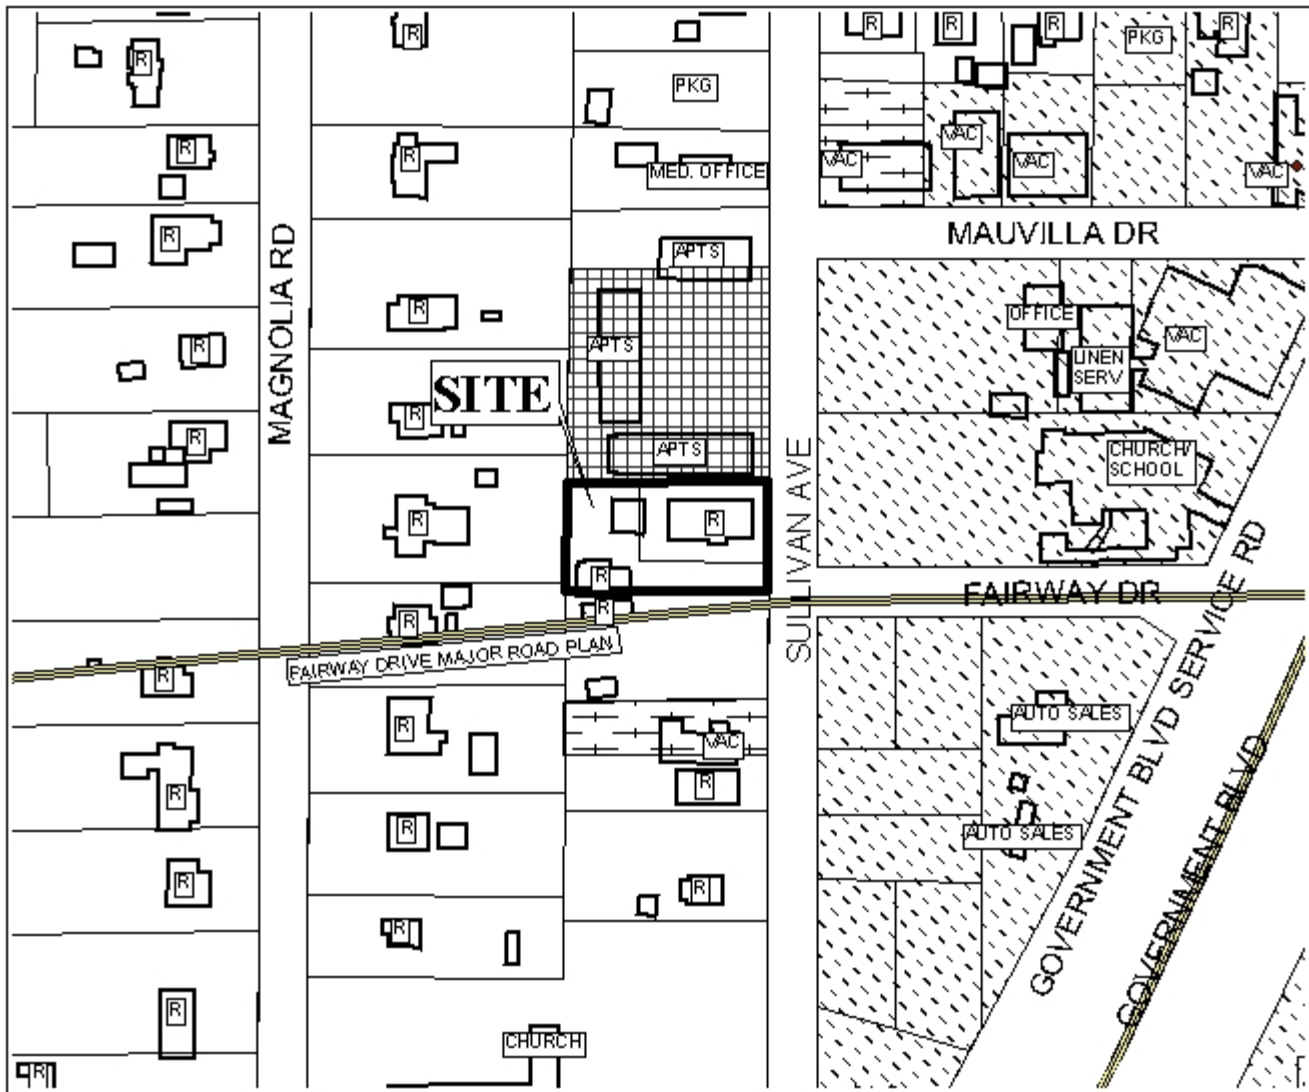 R
R
R
R
R
R
PKG
PKG
R
R
VAC
VAC
VAC
VAC
MED. OFFICE
R
MAUVILLA DR
APTS
MAGNOLIA RD
R
OFFICE
R
APTS
VAC
LINEN
SERV
SITE
R
R
APTS
CHURCH/
SCHOOL
SULLIVAN AVE
R
R
R
FAIRWAY DR
R
R
FAIRWAY DRIVE MAJOR ROAD PLAN
R
GOVERNMENT BLVD SERVICE RD
AUTO SALES
R
VAC
R
R
GOVERNMENT BLVD
R
AUTO SALES
R
R
R
R
CHURCH
R